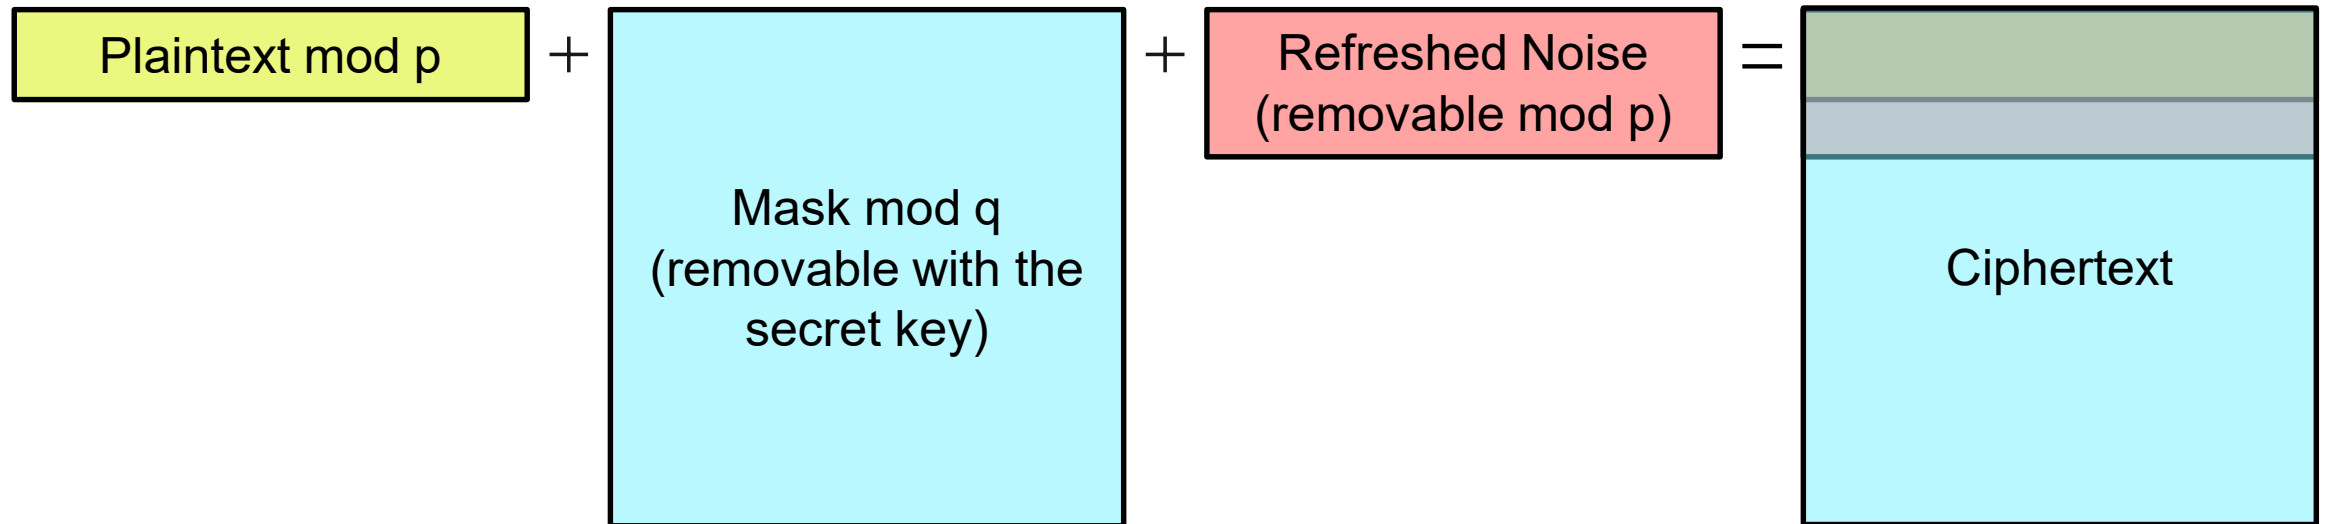 Plaintext mod p
+
Mask mod q
(removable with the
secret key)
+
Refreshed Noise
(removable mod p)
=
Ciphertext